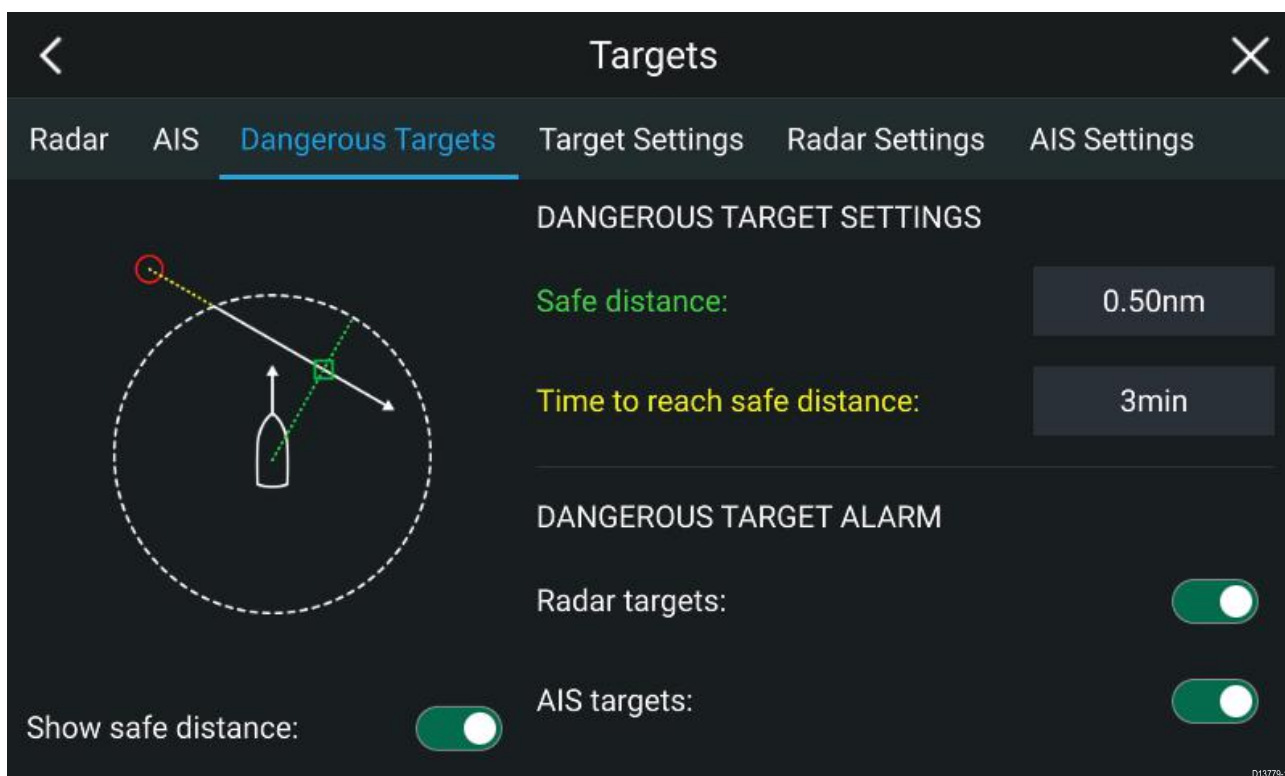 Targets
Radar AIS Dangerous Targets Target Settings Radar Settings AIS Settings
DANGEROUS TARGET SETTINGS
Safe distance: 0.50nm
Time to reach safe distance: 3min
DANGEROUS TARGET ALARM
Radar targets:
AIS targets:
Show safe distance: